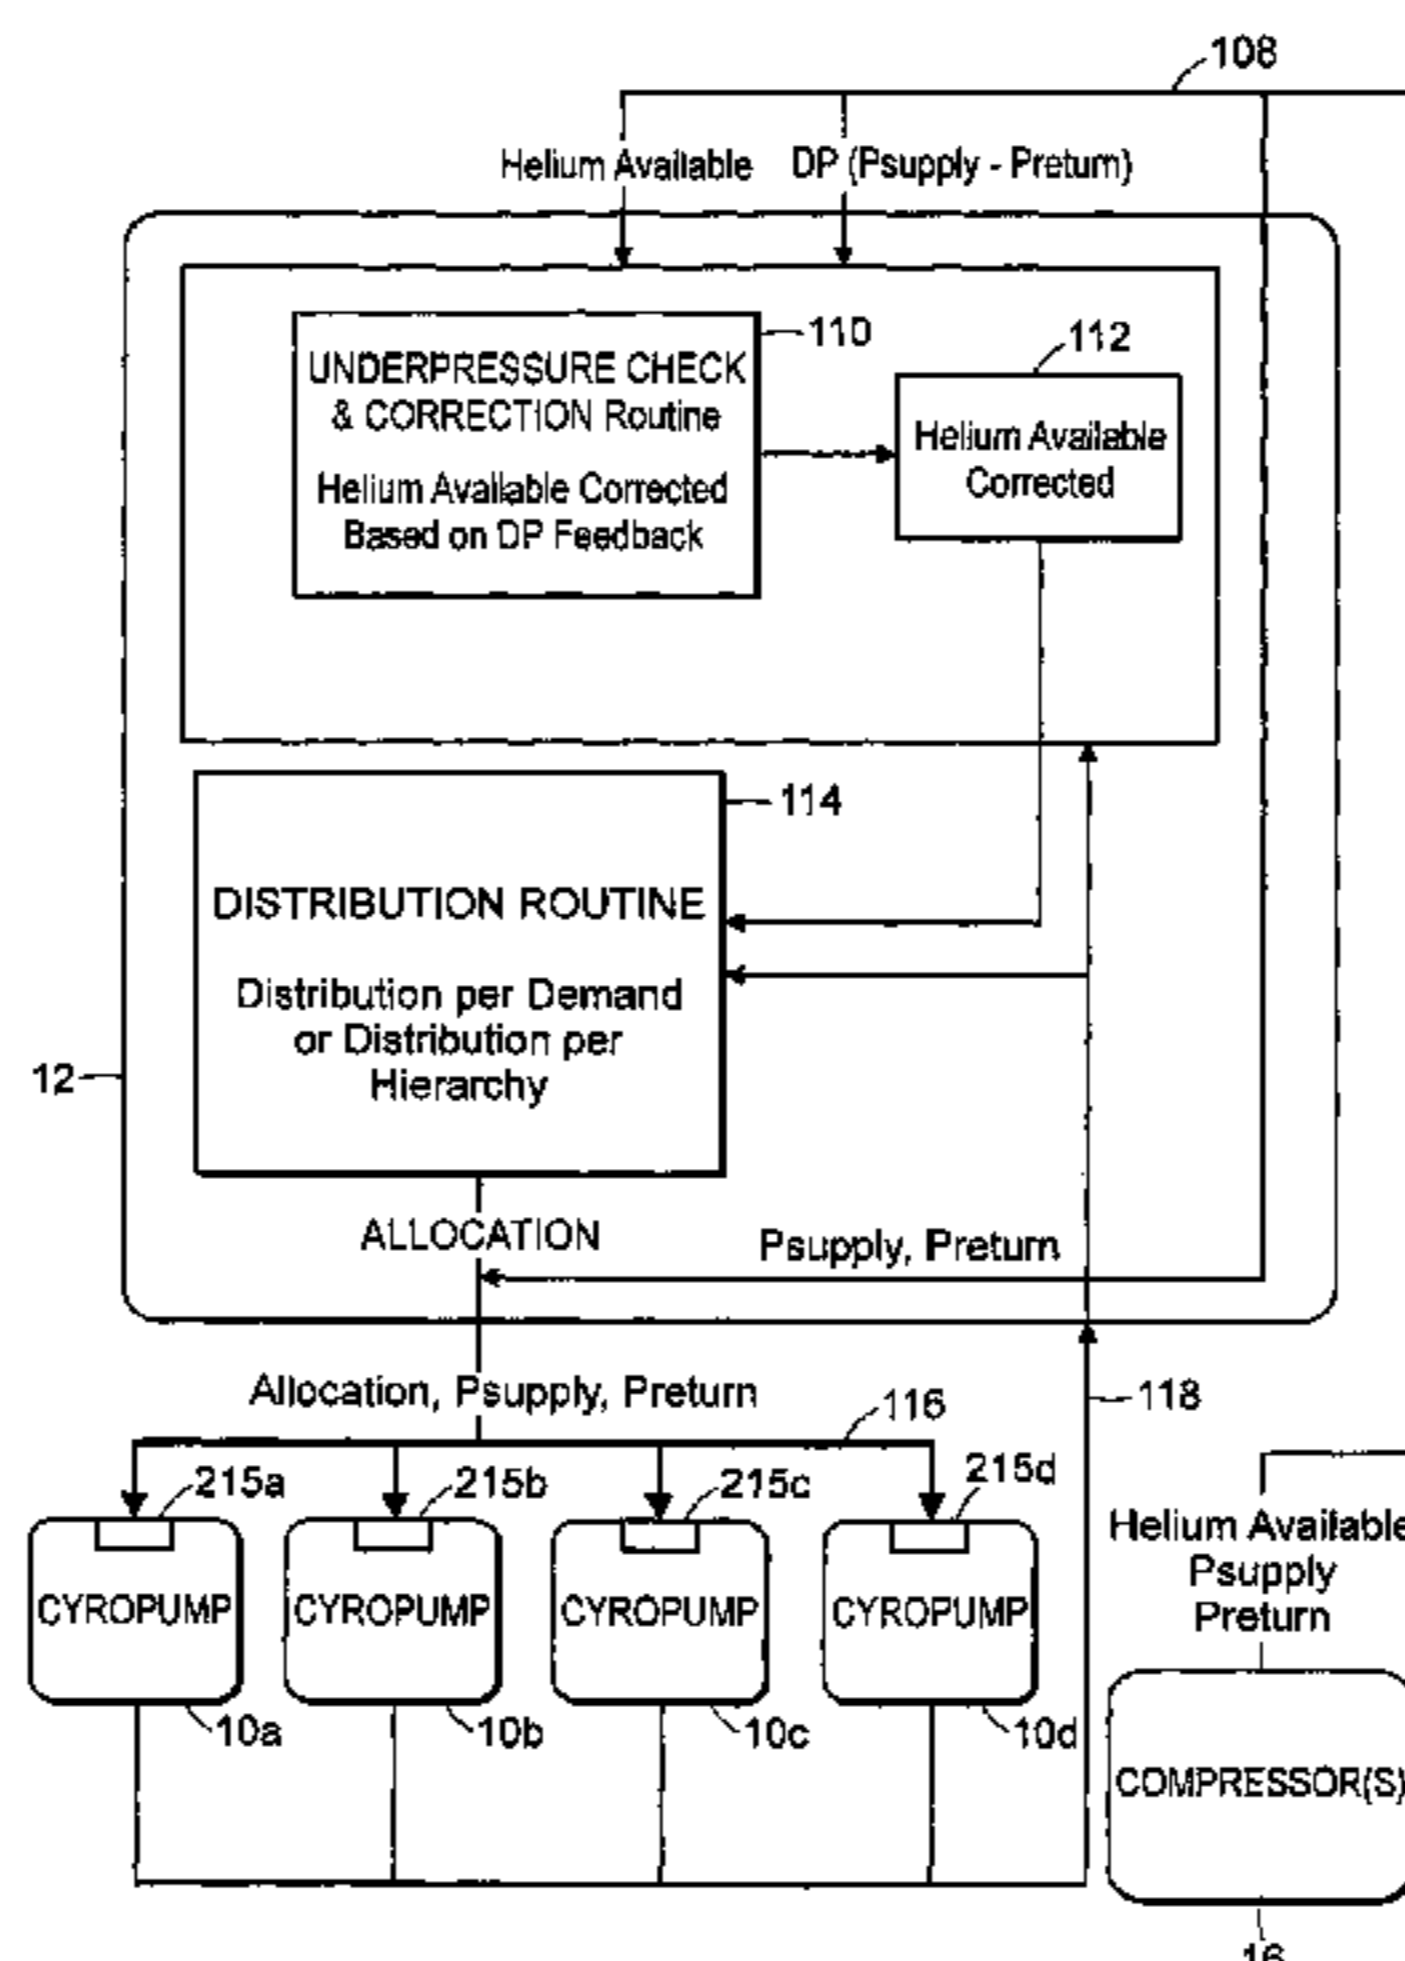 108
Helium Available
DP (Psupply - Preturn)
110
112
UNDERPRESSURE CHECK
& CORRECTION Routine
Helium Available Corrected
Based on DP Feedback
Helium Available
Corrected
114
DISTRIBUTION ROUTINE
Distribution per Demand
or Distribution per
Hierarchy
12
ALLOCATION
Psupply, Preturn
Allocation, Psupply, Preturn
116
118
215a
215b
215c
215d
CYROPUMP
CYROPUMP
CYROPUMP
CYROPUMP
10a
10b
10c
10d
Helium Available
Psupply
Preturn
COMPRESSOR(S)
16